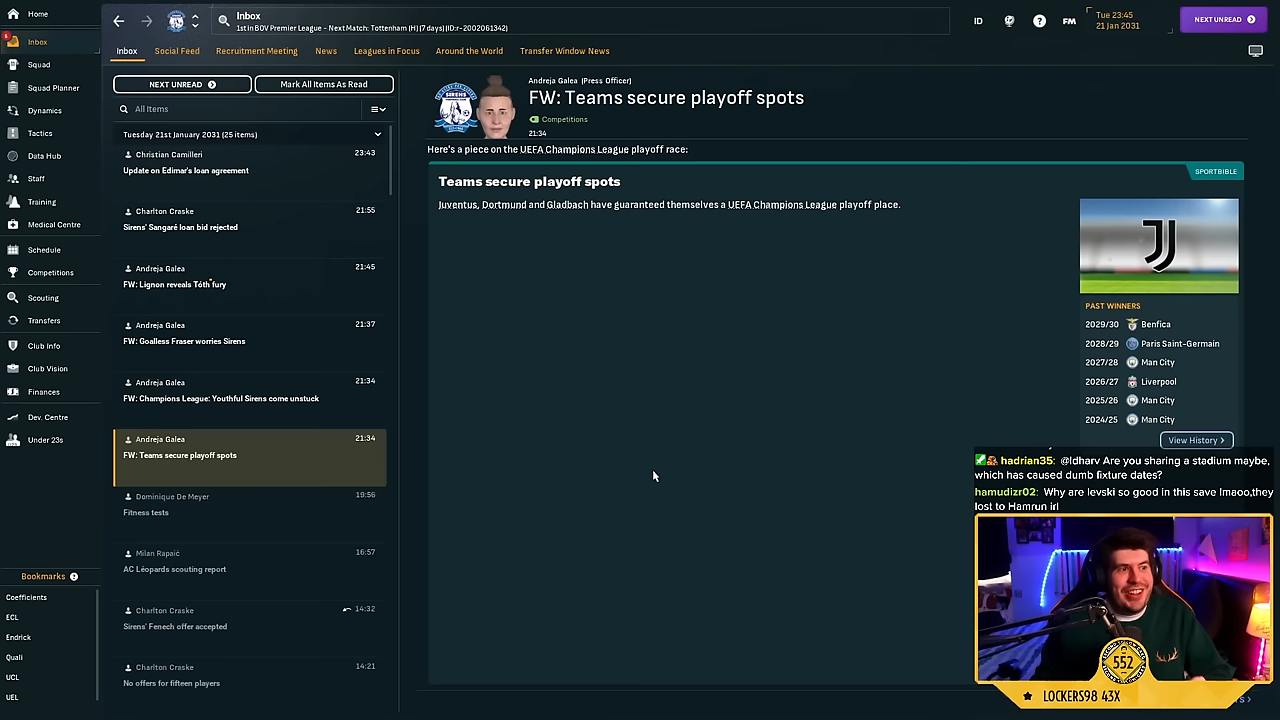 Home
Inbox
Squad
Squad Planner
Dynamics
Tactics
Data Hub
Staff
Training
Medical Centre
Schedule
Competitions
Scouting
Transfers
Club Info
Club Vision
Finances
Dev. Centre
Under 23s
Bookmarks
Coefficients
ECL
Endrick
Quali
UCL
UEL
Inbox
1st in BOV Premier League - Next Match: Tottenham (H) (7 days) (ID:r-2002061342)
ID
FM
Tue 23:45
21 Jan 2031
NEXT UNREAD
Inbox Social Feed Recruitment Meeting News Leagues in Focus Around the World Transfer Window News
NEXT UNREAD
Mark All Items As Read
All Items
Tuesday 21st January 2031 (25 items)
Christian Camilleri 23:43
Update on Edimar's loan agreement
Charlton Craske 21:55
Sirens' Sangaré loan bid rejected
Andreja Galea 21:45
FW: Lignon reveals Tóth fury
Andreja Galea 21:37
FW: Goalless Fraser worries Sirens
Andreja Galea 21:34
FW: Champions League: Youthful Sirens come unstuck
Andreja Galea 21:34
FW: Teams secure playoff spots
Dominique De Meyer 19:56
Fitness tests
Milan Rapaić 16:57
AC Léopards scouting report
Charlton Craske 14:32
Sirens' Fenech offer accepted
Charlton Craske 14:21
No offers for fifteen players
SIRENS
Andreja Galea (Press Officer)
FW: Teams secure playoff spots
Competitions
21:34
Here's a piece on the UEFA Champions League playoff race:
SPORTBIBLE
Teams secure playoff spots
Juventus, Dortmund and Gladbach have guaranteed themselves a UEFA Champions League playoff place.
PAST WINNERS
2029/30 Benfica
2028/29 Paris Saint-Germain
2027/28 Man City
2026/27 Liverpool
2025/26 Man City
2024/25 Man City
View History
hadrian35: @ldharv Are you sharing a stadium maybe,
which has caused dumb fixture dates?
hamudizr02: Why are levski so good in this save lmaoo,they
lost to Hamrun irl
552
LOCKERS98 43X